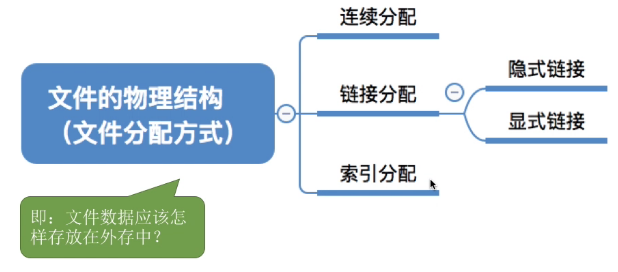 连续分配
文件的物理结构
（文件分配方式）
链接分配
隐式链接
显式链接
索引分配
即：文件数据应该怎
样存放在外存中？